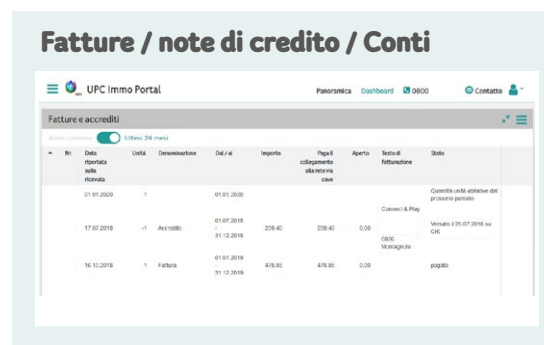 Fatture / note di credito / Conti
UPC Immo Portal
Panoramica Dashboard 0800 Contatto
Fatture e accrediti
Ultimi 24 mesi
Nr. Data riportata sulla ricevuta Unità Denominazione Dal / al Importo Paga il collegamento alla rete via cavo Aperto Testo di fatturazione Stato
01.01.2020 1 01.01.2020 Quantità unità abitative del prossimo periodo
17.07.2018 -1 Accredito 01.07.2018 - 31.12.2018 239.40 239.40 0.00 Connect & Play 6926 Montagnola Versato il 25.07.2018 su CH
16.10.2018 1 Fattura 01.01.2019 - 31.12.2019 478.85 478.85 0.00 pagato